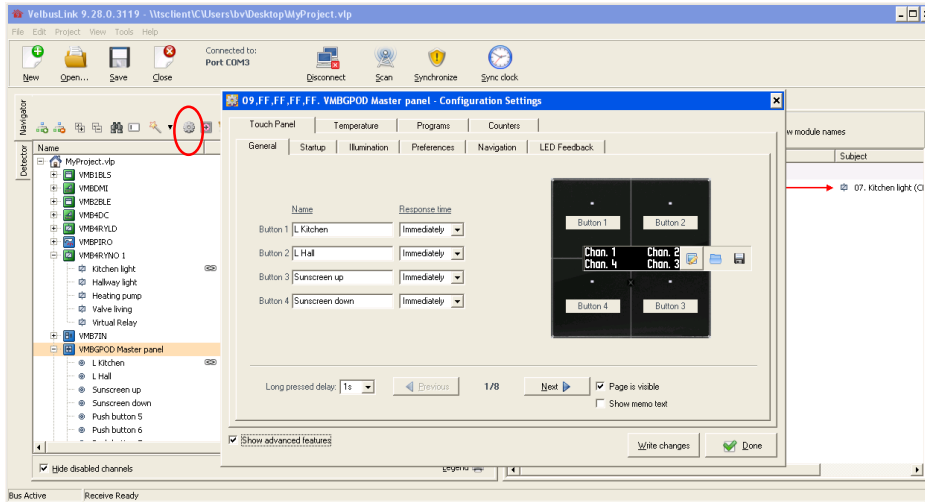 VelbusLink 9.28.0.3119 - \\tsclient\C\Users\bv\Desktop\MyProject.vlp
File Edit Project View Tools Help
New Open... Save Close
Connected to:
Port COM3
Disconnect Scan Synchronize Sync clock
Navigator
Detector
Name
MyProject.vlp
VMB1BLS
VMBDMI
VMB2BLE
VMB4DC
VMB4RYLD
VMBPIRO
VMB4RYNO 1
Kitchen light
Hallway light
Heating pump
Valve living
Virtual Relay
VMB7IN
VMBGPOD Master panel
L Kitchen
L Hall
Sunscreen up
Sunscreen down
Push button 5
Push button 6
Hide disabled channels
Legend
Bus Active Receive Ready
09,FF,FF,FF,FF. VMBGPOD Master panel - Configuration Settings
Touch Panel Temperature Programs Counters
General Startup Illumination Preferences Navigation LED Feedback
Name Response time
Button 1 L Kitchen Immediately
Button 2 L Hall Immediately
Button 3 Sunscreen up Immediately
Button 4 Sunscreen down Immediately
Button 1 Button 2
Chan. 1 Chan. 2
Chan. 4 Chan. 3
Button 4 Button 3
Long pressed delay: 1s Previous 1/8 Next Page is visible
Show memo text
Show advanced features
Write changes Done
w module names
Subject
07. Kitchen light (Cl